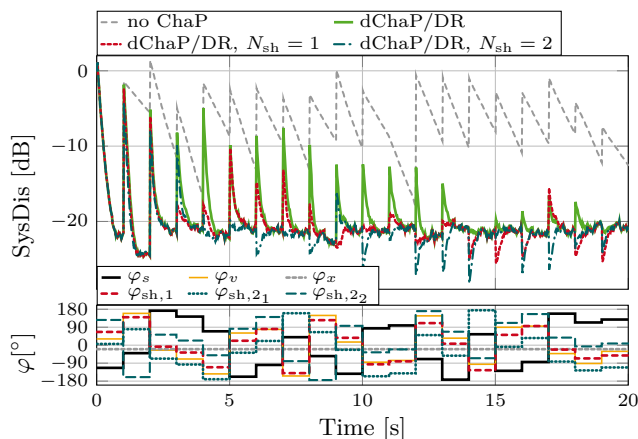 no ChaP dChaP/DR
dChaP/DR, N_sh = 1 dChaP/DR, N_sh = 2
0
−10
−20
SysDis [dB]
φ_s φ_v φ_x
φ_sh,1 φ_sh,2_1 φ_sh,2_2
180
90
0
−90
−180
φ[°]
0 5 10 15 20
Time [s]